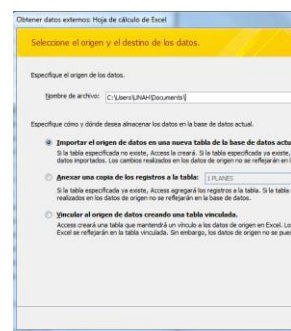 Obtener datos externos: Hoja de cálculo de Excel
Seleccione el origen y el destino de los datos.
Especifique el origen de los datos.
Nombre de archivo: C:\Users\UNAH\Documents\
Especifique cómo y dónde desea almacenar los datos en la base de datos actual.
Importar el origen de datos en una nueva tabla de la base de datos actu
Si la tabla especificada no existe, Access la creará. Si la tabla especificada ya existe,
datos importados. Los cambios realizados en los datos de origen no se reflejarán en l
Anexar una copia de los registros a la tabla: 1 PLANES
Si la tabla especificada ya existe, Access agregará los registros a la tabla. Si la tabla
realizados en los datos de origen no se reflejarán en la base de datos.
Vincular al origen de datos creando una tabla vinculada.
Access creará una tabla que mantendrá un vínculo a los datos de origen en Excel. Lo
Excel se reflejarán en la tabla vinculada. Sin embargo, los datos de origen no se pue